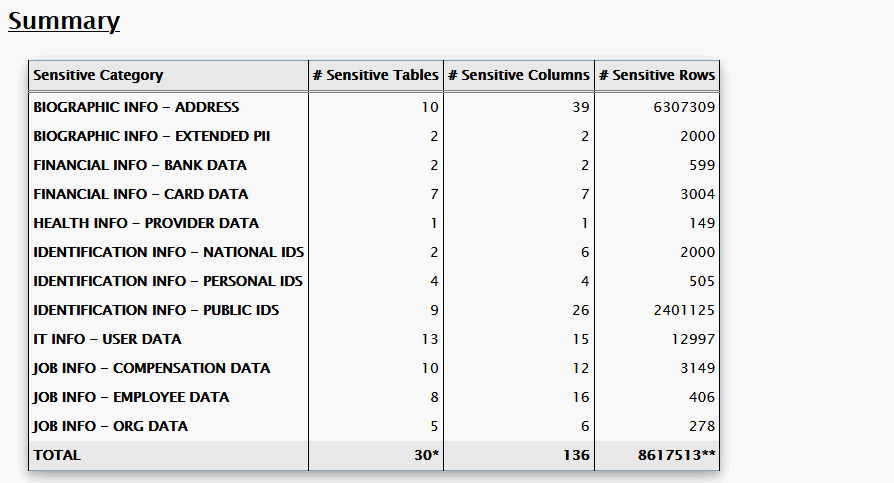 Summary
Sensitive Category # Sensitive Tables # Sensitive Columns # Sensitive Rows
BIOGRAPHIC INFO - ADDRESS 10 39 6307309
BIOGRAPHIC INFO - EXTENDED PII 2 2 2000
FINANCIAL INFO - BANK DATA 2 2 599
FINANCIAL INFO - CARD DATA 7 7 3004
HEALTH INFO - PROVIDER DATA 1 1 149
IDENTIFICATION INFO - NATIONAL IDS 2 6 2000
IDENTIFICATION INFO - PERSONAL IDS 4 4 505
IDENTIFICATION INFO - PUBLIC IDS 9 26 2401125
IT INFO - USER DATA 13 15 12997
JOB INFO - COMPENSATION DATA 10 12 3149
JOB INFO - EMPLOYEE DATA 8 16 406
JOB INFO - ORG DATA 5 6 278
TOTAL 30* 136 8617513**